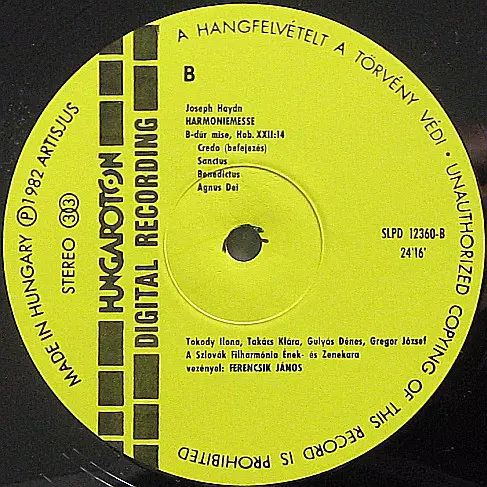 A HANGFELVÉTELT A TÖRVÉNY VÉDI · UNAUTHORIZED COPYING OF THIS RECORD IS PROHIBITED
MADE IN HUNGARY Ⓟ 1982 ARTISJUS
STEREO 33
HUNGAROTON
DIGITAL RECORDING
B
Joseph Haydn
HARMONIEMESSE
B-dúr mise, Hob. XXII:14
Credo (befejezés)
Sanctus
Benedictus
Agnus Dei
SLPD 12360-B
24'16'
Tokody Ilona, Takács Klára, Gulyás Dénes, Gregor József
A Szlovák Filharmónia Ének- és Zenekara
vezényel: FERENCSIK JÁNOS